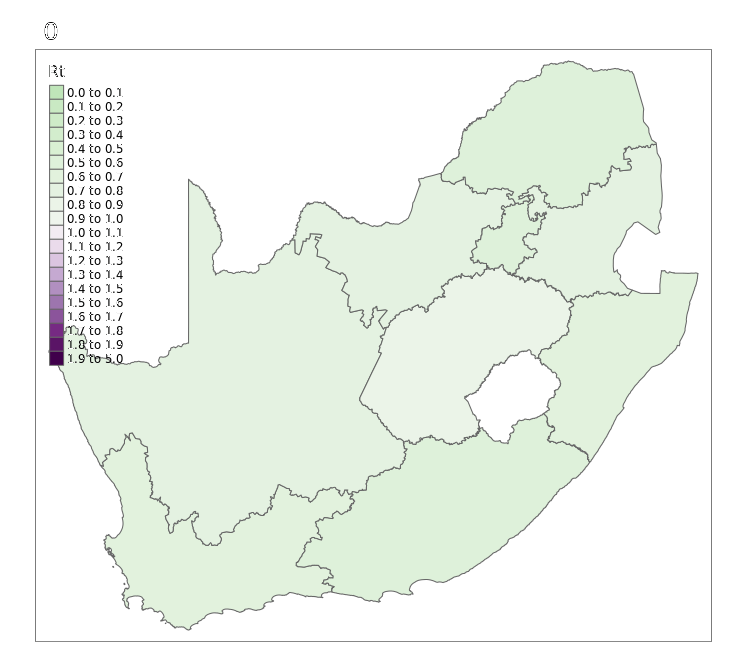 0
Rt
0.0 to 0.1
0.1 to 0.2
0.2 to 0.3
0.3 to 0.4
0.4 to 0.5
0.5 to 0.6
0.6 to 0.7
0.7 to 0.8
0.8 to 0.9
0.9 to 1.0
1.0 to 1.1
1.1 to 1.2
1.2 to 1.3
1.3 to 1.4
1.4 to 1.5
1.5 to 1.6
1.6 to 1.7
1.7 to 1.8
1.8 to 1.9
1.9 to 5.0